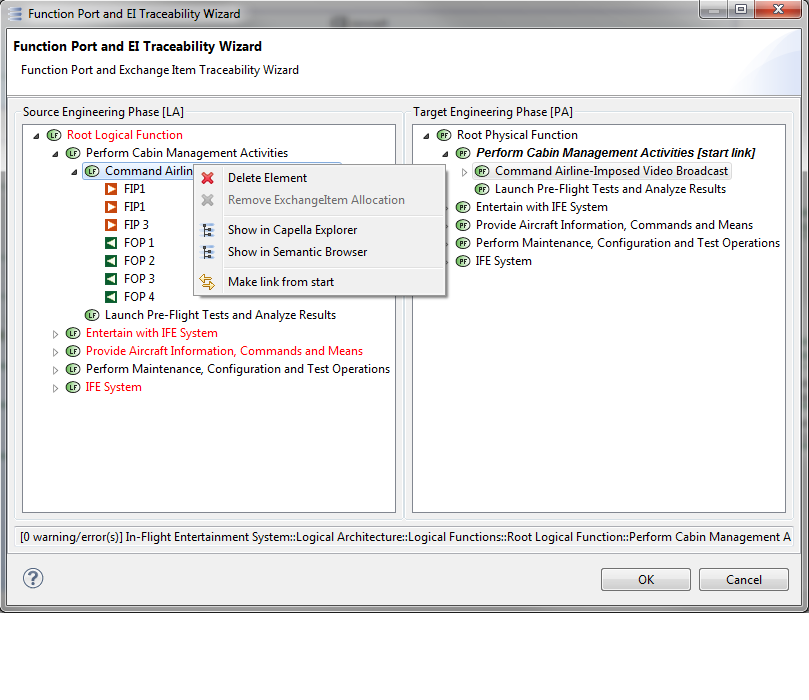 Function Port and EI Traceability Wizard
Function Port and EI Traceability Wizard
Function Port and Exchange Item Traceability Wizard
Source Engineering Phase [LA]
LF Root Logical Function
LF Perform Cabin Management Activities
LF Command Airlin
FIP1
FIP1
FIP 3
FOP 1
FOP 2
FOP 3
FOP 4
LF Launch Pre-Flight Tests and Analyze Results
LF Entertain with IFE System
LF Provide Aircraft Information, Commands and Means
LF Perform Maintenance, Configuration and Test Operations
LF IFE System
Delete Element
Remove ExchangeItem Allocation
Show in Capella Explorer
Show in Semantic Browser
Make link from start
Target Engineering Phase [PA]
PF Root Physical Function
PF Perform Cabin Management Activities [start link]
PF Command Airline-Imposed Video Broadcast
PF Launch Pre-Flight Tests and Analyze Results
PF Entertain with IFE System
PF Provide Aircraft Information, Commands and Means
PF Perform Maintenance, Configuration and Test Operations
PF IFE System
[0 warning/error(s)] In-Flight Entertainment System::Logical Architecture::Logical Functions::Root Logical Function::Perform Cabin Management A
?
OK
Cancel